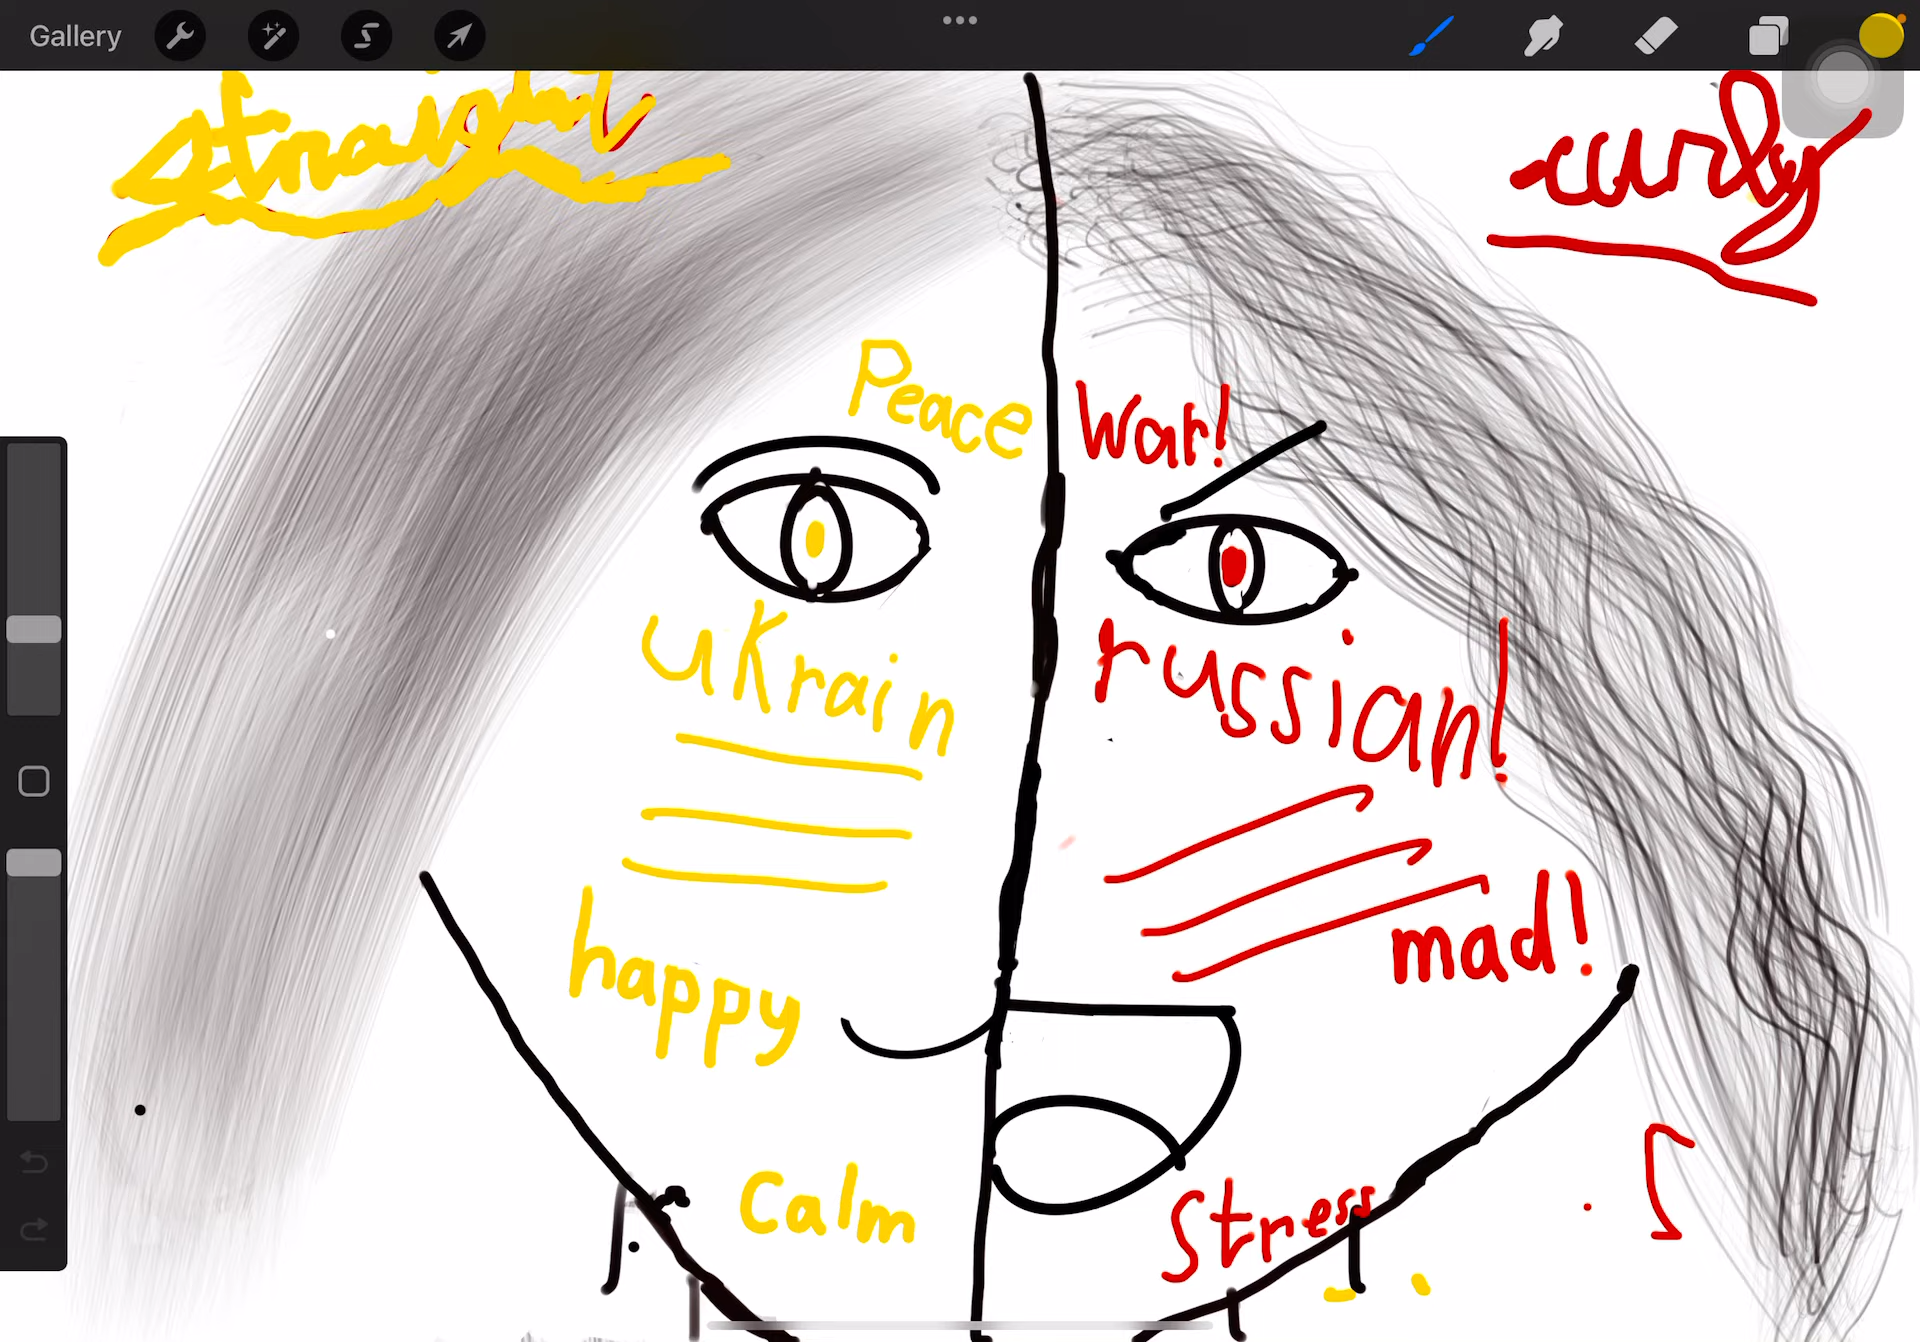 Gallery
straight
curly
Peace
war!
uKrain
russian!
happy
mad!
calm
stress